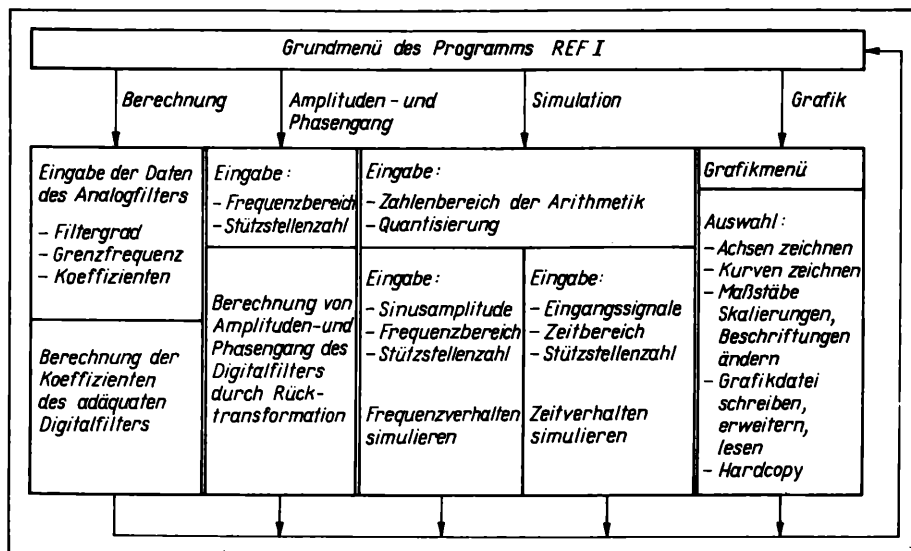 Grundmenü des Programms REF I
Berechnung
Amplituden- und
Phasengang
Simulation
Grafik
Eingabe der Daten
des Analogfilters
- Filtergrad
- Grenzfrequenz
- Koeffizienten
Berechnung der
Koeffizienten
des adäquaten
Digitalfilters
Eingabe:
- Frequenzbereich
- Stützstellenzahl
Berechnung von
Amplituden- und
Phasengang des
Digitalfilters
durch Rück-
transformation
Eingabe:
- Zahlenbereich der Arithmetik
- Quantisierung
Eingabe:
- Sinusamplitude
- Frequenzbereich
- Stützstellenzahl
Frequenzverhalten
simulieren
Eingabe:
- Eingangssignale
- Zeitbereich
- Stützstellenzahl
Zeitverhalten
simulieren
Grafikmenü
Auswahl:
- Achsen zeichnen
- Kurven zeichnen
- Maßstäbe
Skalierungen,
Beschriftungen
ändern
- Grafikdatei
schreiben,
erweitern,
lesen
- Hardcopy